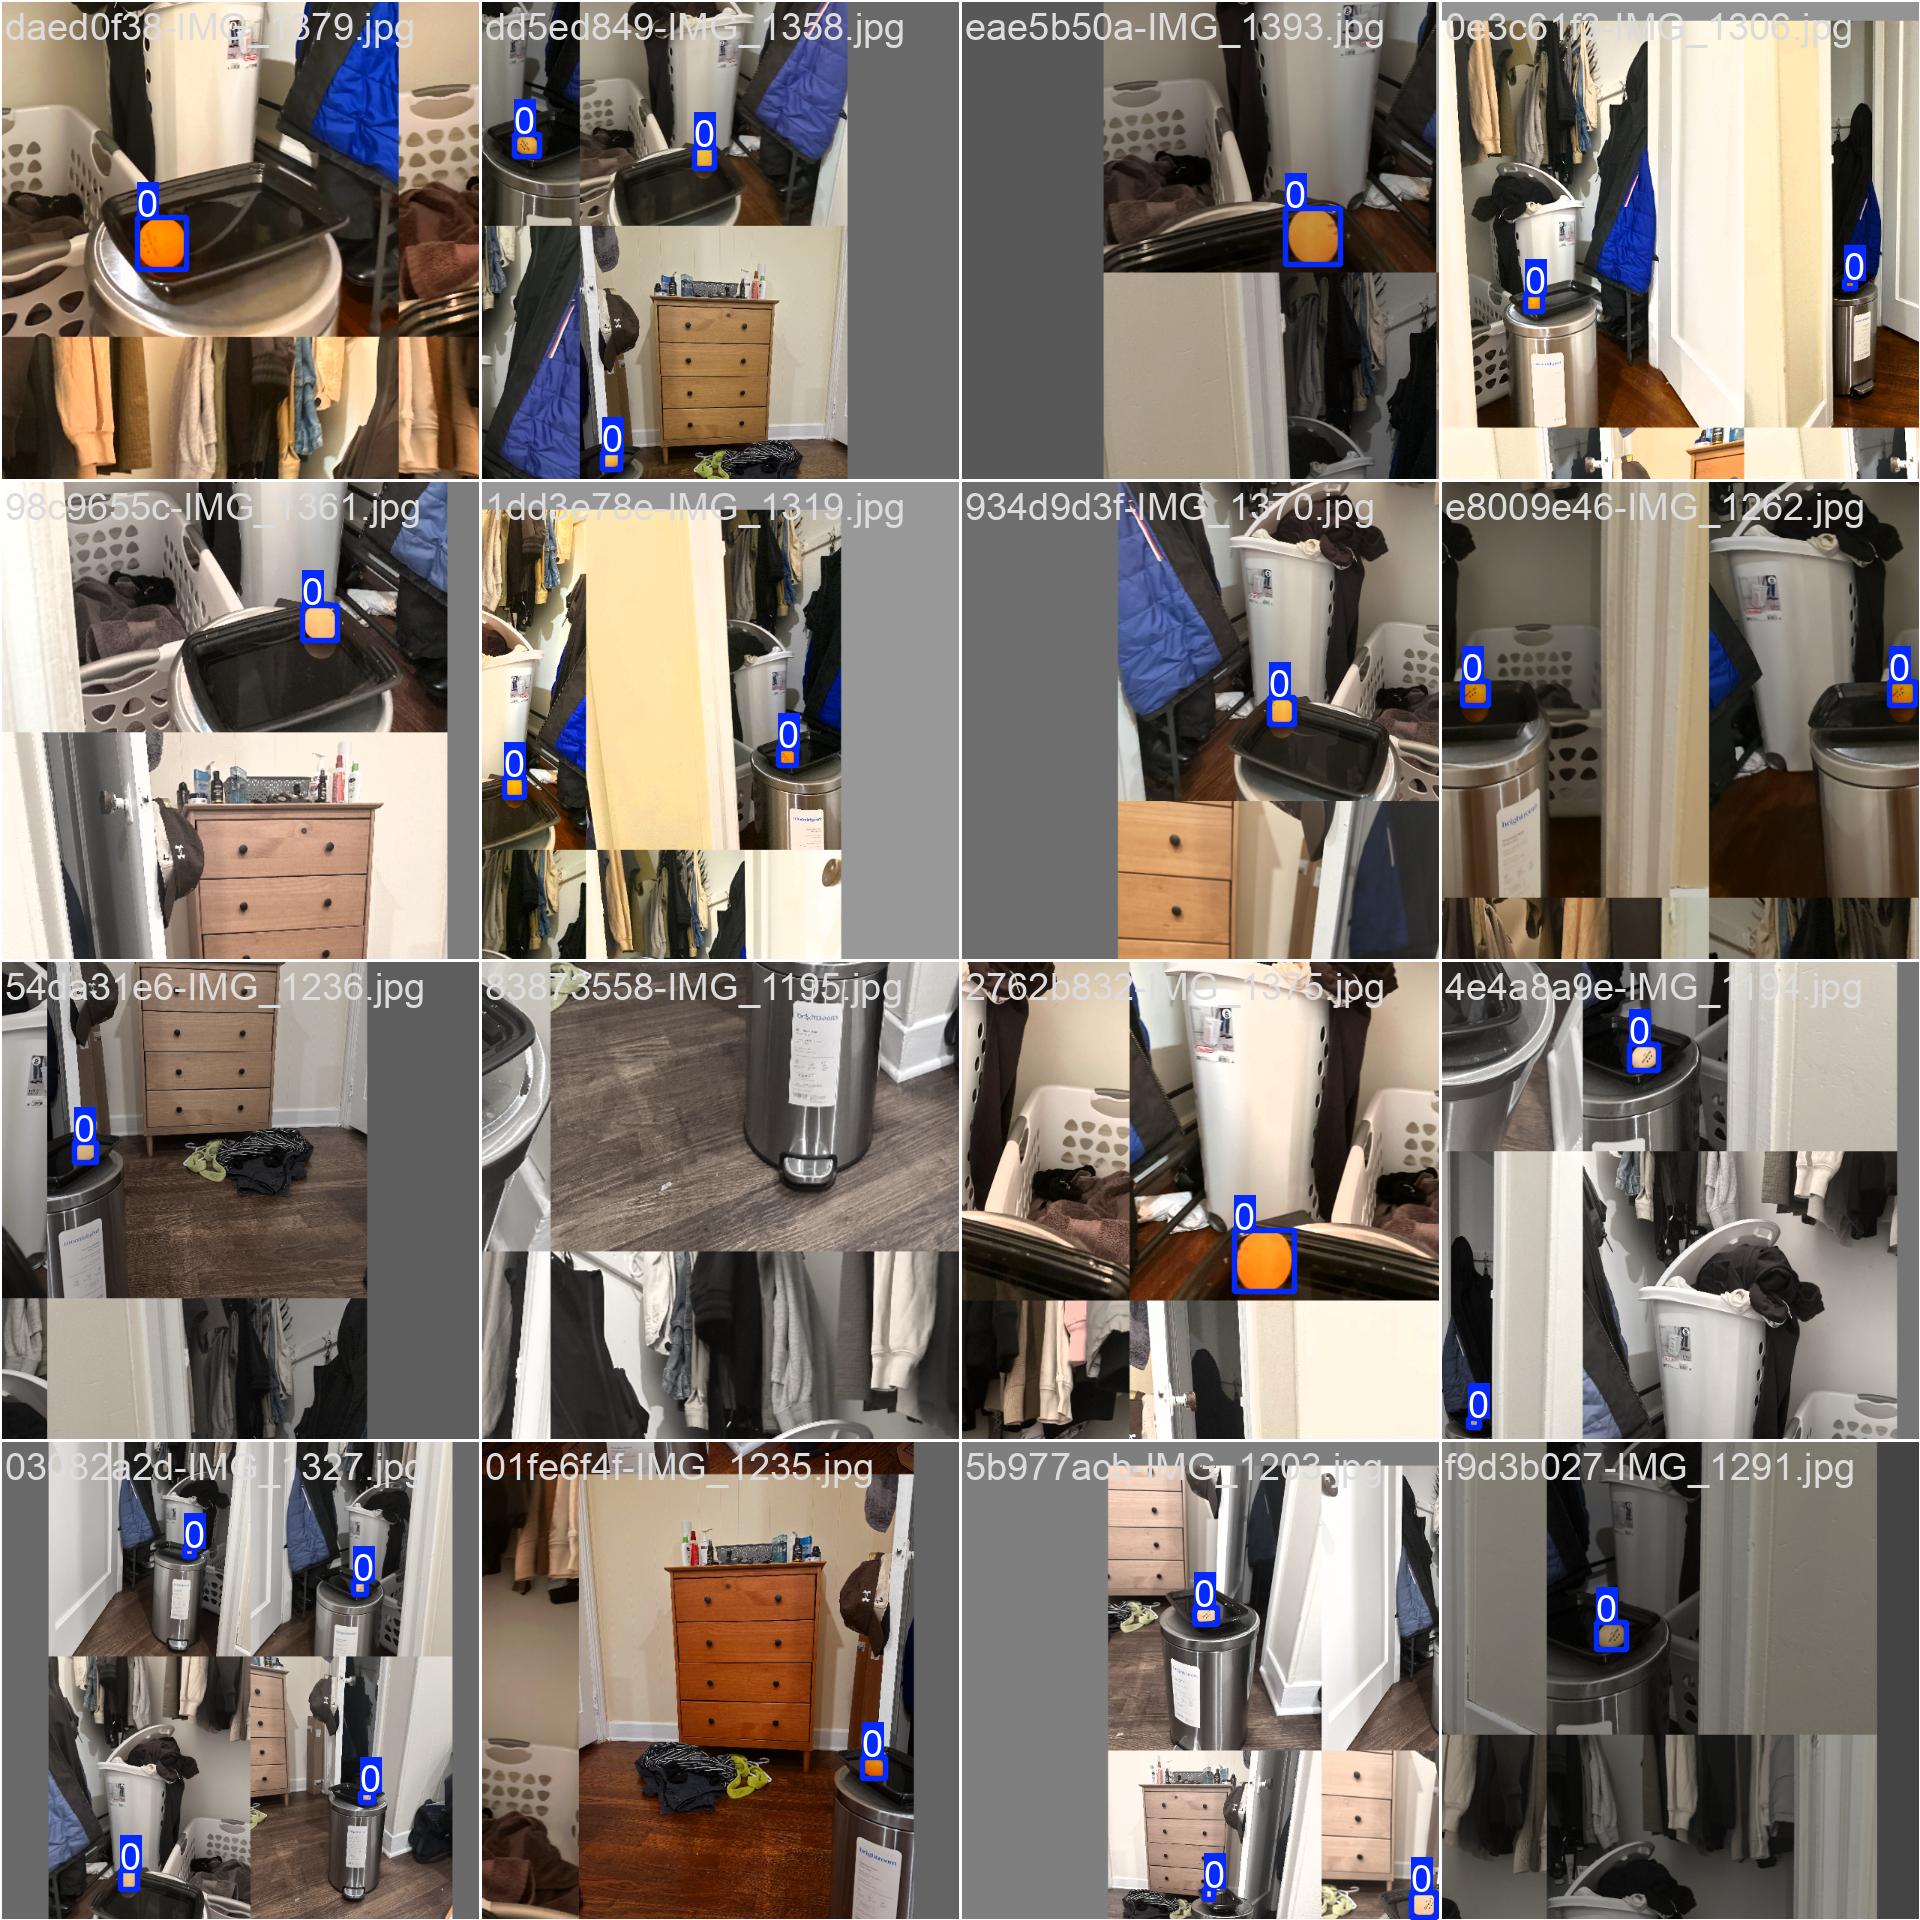 daed0f38-IMG_1379.jpg
dd5ed849-IMG_1358.jpg
eae5b50a-IMG_1393.jpg
0e3c61f3-IMG_1306.jpg
0
0
0
0
0
0
0
98c9655c-IMG_1361.jpg
1dd3e78e-IMG_1319.jpg
934d9d3f-IMG_1370.jpg
e8009e46-IMG_1262.jpg
0
0
0
0
0
0
brightroom
54da31e6-IMG_1236.jpg
83873558-IMG_1195.jpg
2762b832-IMG_1375.jpg
4e4a8a9e-IMG_1194.jpg
brightroom
0
0
0
0
03082a2d-IMG_1327.jpg
01fe6f4f-IMG_1235.jpg
5b977acb-IMG_1203.jpg
f9d3b027-IMG_1291.jpg
0
0
0
0
0
0
0
0
0